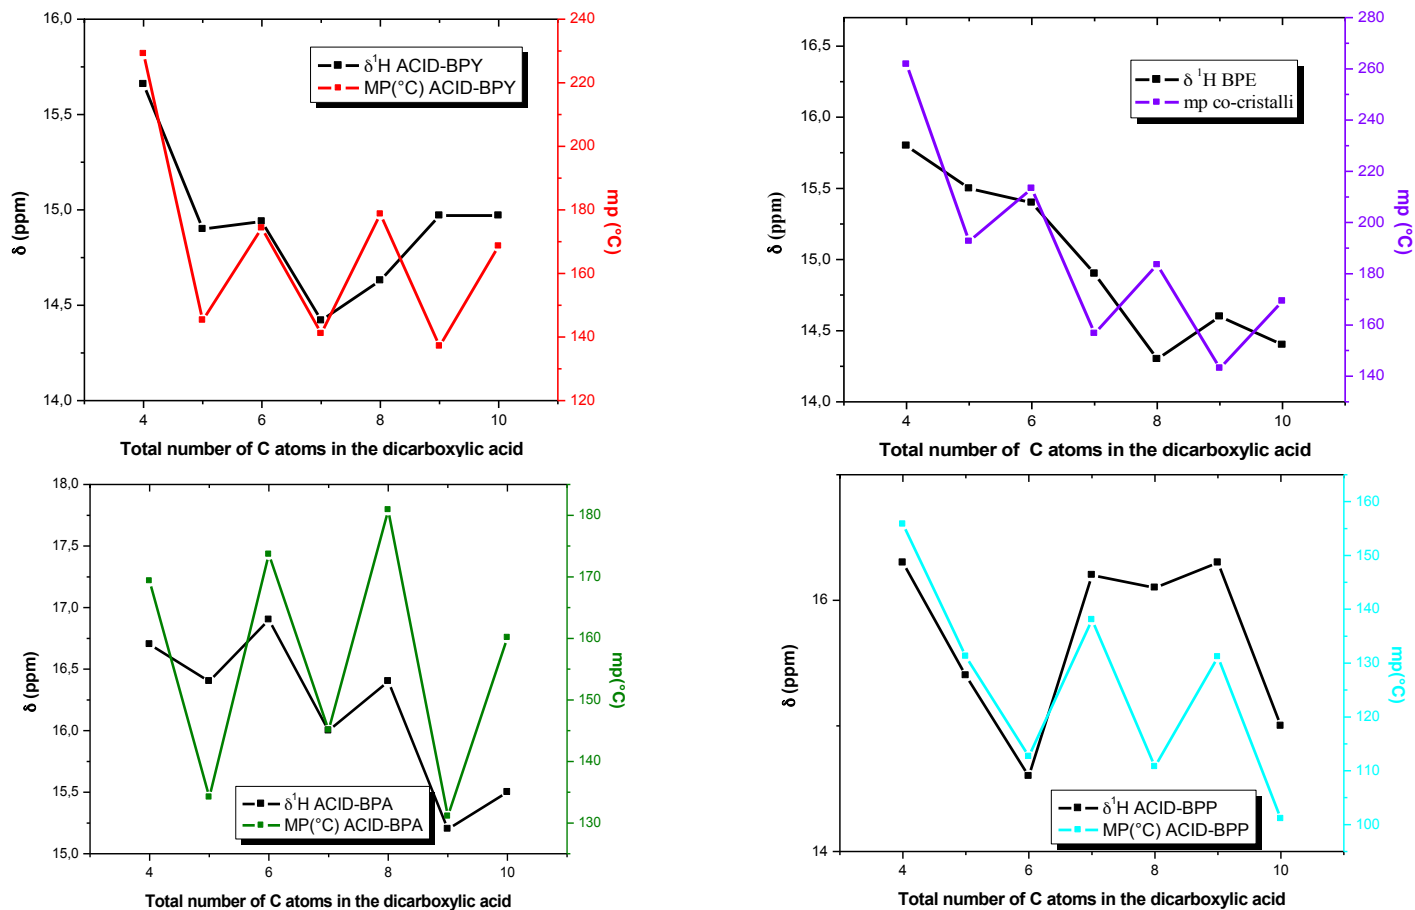 16,0
15,5
15,0
14,5
14,0
δ (ppm)
240
220
200
180
160
140
120
mp (°C)
δ¹H ACID-BPY
MP(°C) ACID-BPY
4 6 8 10
Total number of C atoms in the dicarboxylic acid
16,5
16,0
15,5
15,0
14,5
14,0
δ (ppm)
280
260
240
220
200
180
160
140
mp (°C)
δ ¹H BPE
mp co-cristalli
4 6 8 10
Total number of C atoms in the dicarboxylic acid
18,0
17,5
17,0
16,5
16,0
15,5
15,0
δ (ppm)
180
170
160
150
140
130
mp(°C)
δ¹H ACID-BPA
MP(°C) ACID-BPA
4 6 8 10
Total number of C atoms in the dicarboxylic acid
16
14
δ (ppm)
160
150
140
130
120
110
100
mp(°C)
δ¹H ACID-BPP
MP(°C) ACID-BPP
4 6 8 10
Total number of C atoms in the dicarboxylic acid